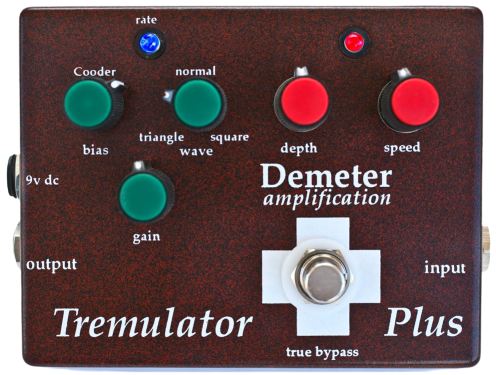 rate
Cooder
normal
bias
triangle
square
wave
depth
speed
9v dc
Demeter
amplification
gain
output
input
Tremulator
Plus
true bypass